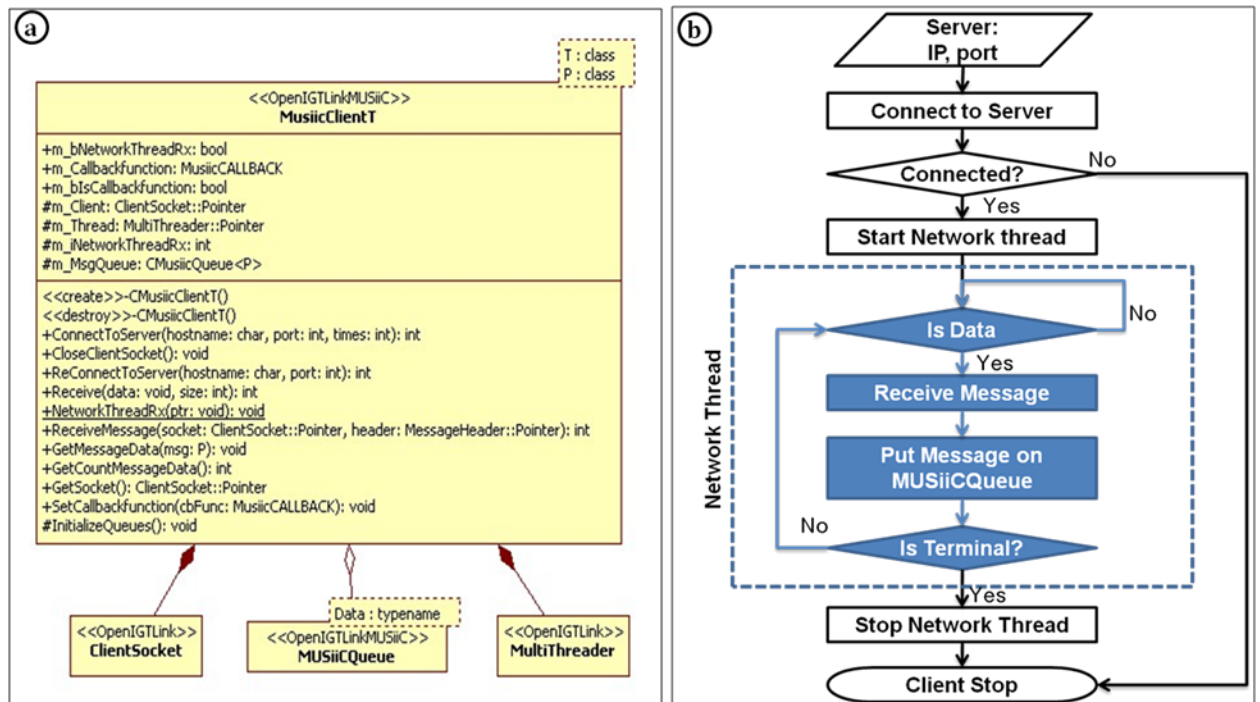 a
T : class
P : class
<<OpenIGTLinkMUSiiC>>
MusiicClientT
+m_bNetworkThreadRx: bool
+m_Callbackfunction: MusiicCALLBACK
+m_bIsCallbackfunction: bool
#m_Client: ClientSocket::Pointer
#m_Thread: MultiThreader::Pointer
#m_iNetworkThreadRx: int
#m_MsgQueue: CMusiicQueue<P>
<<create>>-CMusiicClientT()
<<destroy>>-CMusiicClientT()
+ConnectToServer(hostname: char, port: int, times: int): int
+CloseClientSocket(): void
+ReConnectToServer(hostname: char, port: int): int
+Receive(data: void, size: int): int
+NetworkThreadRx(ptr: void): void
+ReceiveMessage(socket: ClientSocket::Pointer, header: MessageHeader::Pointer): int
+GetMessageData(msg: P): void
+GetCountMessageData(): int
+GetSocket(): ClientSocket::Pointer
+SetCallbackfunction(cbFunc: MusiicCALLBACK): void
#InitializeQueues(): void
<<OpenIGTLink>>
ClientSocket
Data : typename
<<OpenIGTLinkMUSiiC>>
MUSiiCQueue
<<OpenIGTLink>>
MultiThreader
b
Server:
IP, port
Connect to Server
Connected?
No
Yes
Start Network thread
Network Thread
Is Data
No
Yes
Receive Message
Put Message on
MUSiiCQueue
No
Is Terminal?
Yes
Stop Network Thread
Client Stop